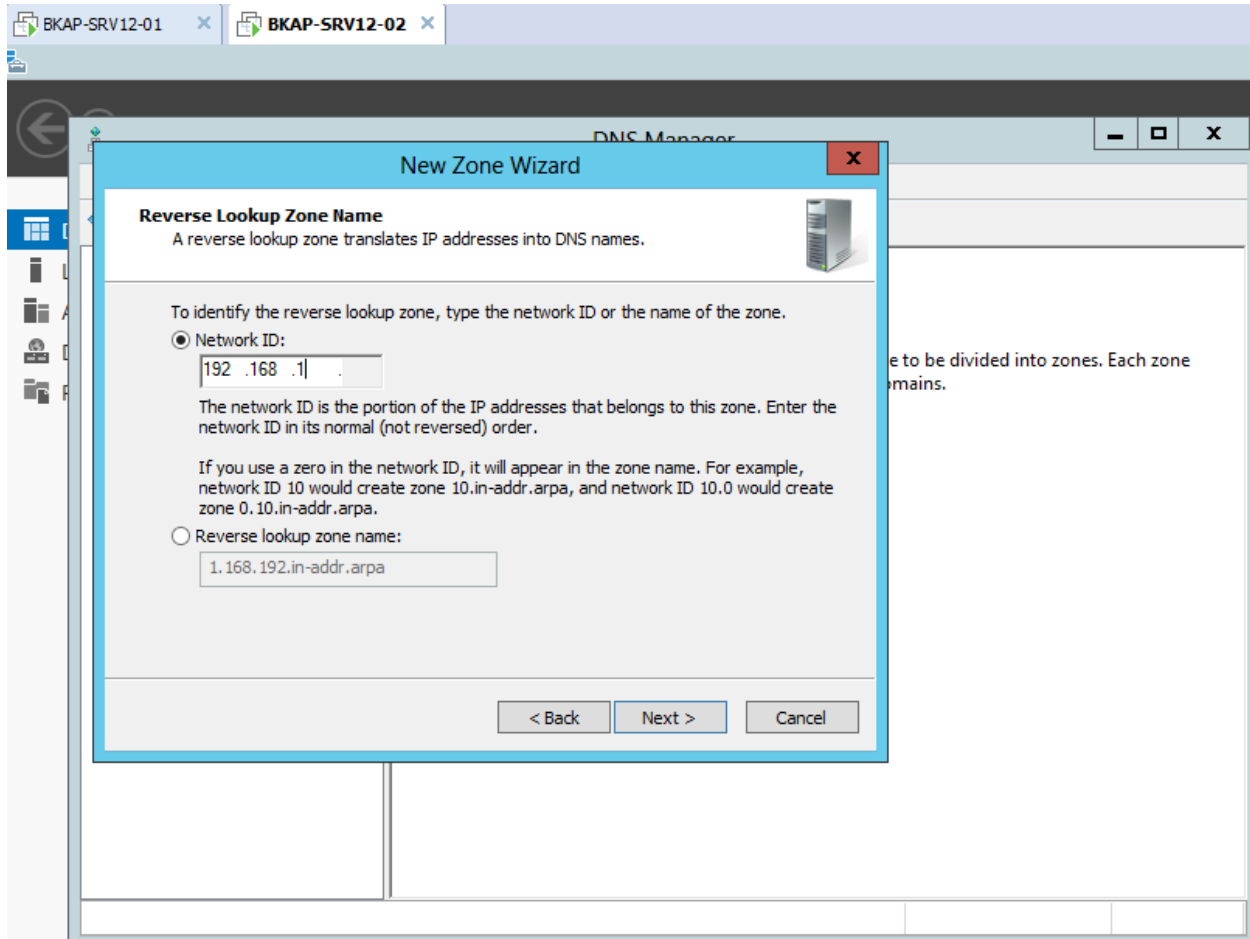 BKAP-SRV12-01
BKAP-SRV12-02
DNS Manager
New Zone Wizard
Reverse Lookup Zone Name
A reverse lookup zone translates IP addresses into DNS names.
To identify the reverse lookup zone, type the network ID or the name of the zone.
Network ID:
192 .168 .1 .
The network ID is the portion of the IP addresses that belongs to this zone. Enter the
network ID in its normal (not reversed) order.
If you use a zero in the network ID, it will appear in the zone name. For example,
network ID 10 would create zone 10.in-addr.arpa, and network ID 10.0 would create
zone 0.10.in-addr.arpa.
Reverse lookup zone name:
1.168.192.in-addr.arpa
< Back
Next >
Cancel
e to be divided into zones. Each zone
mains.